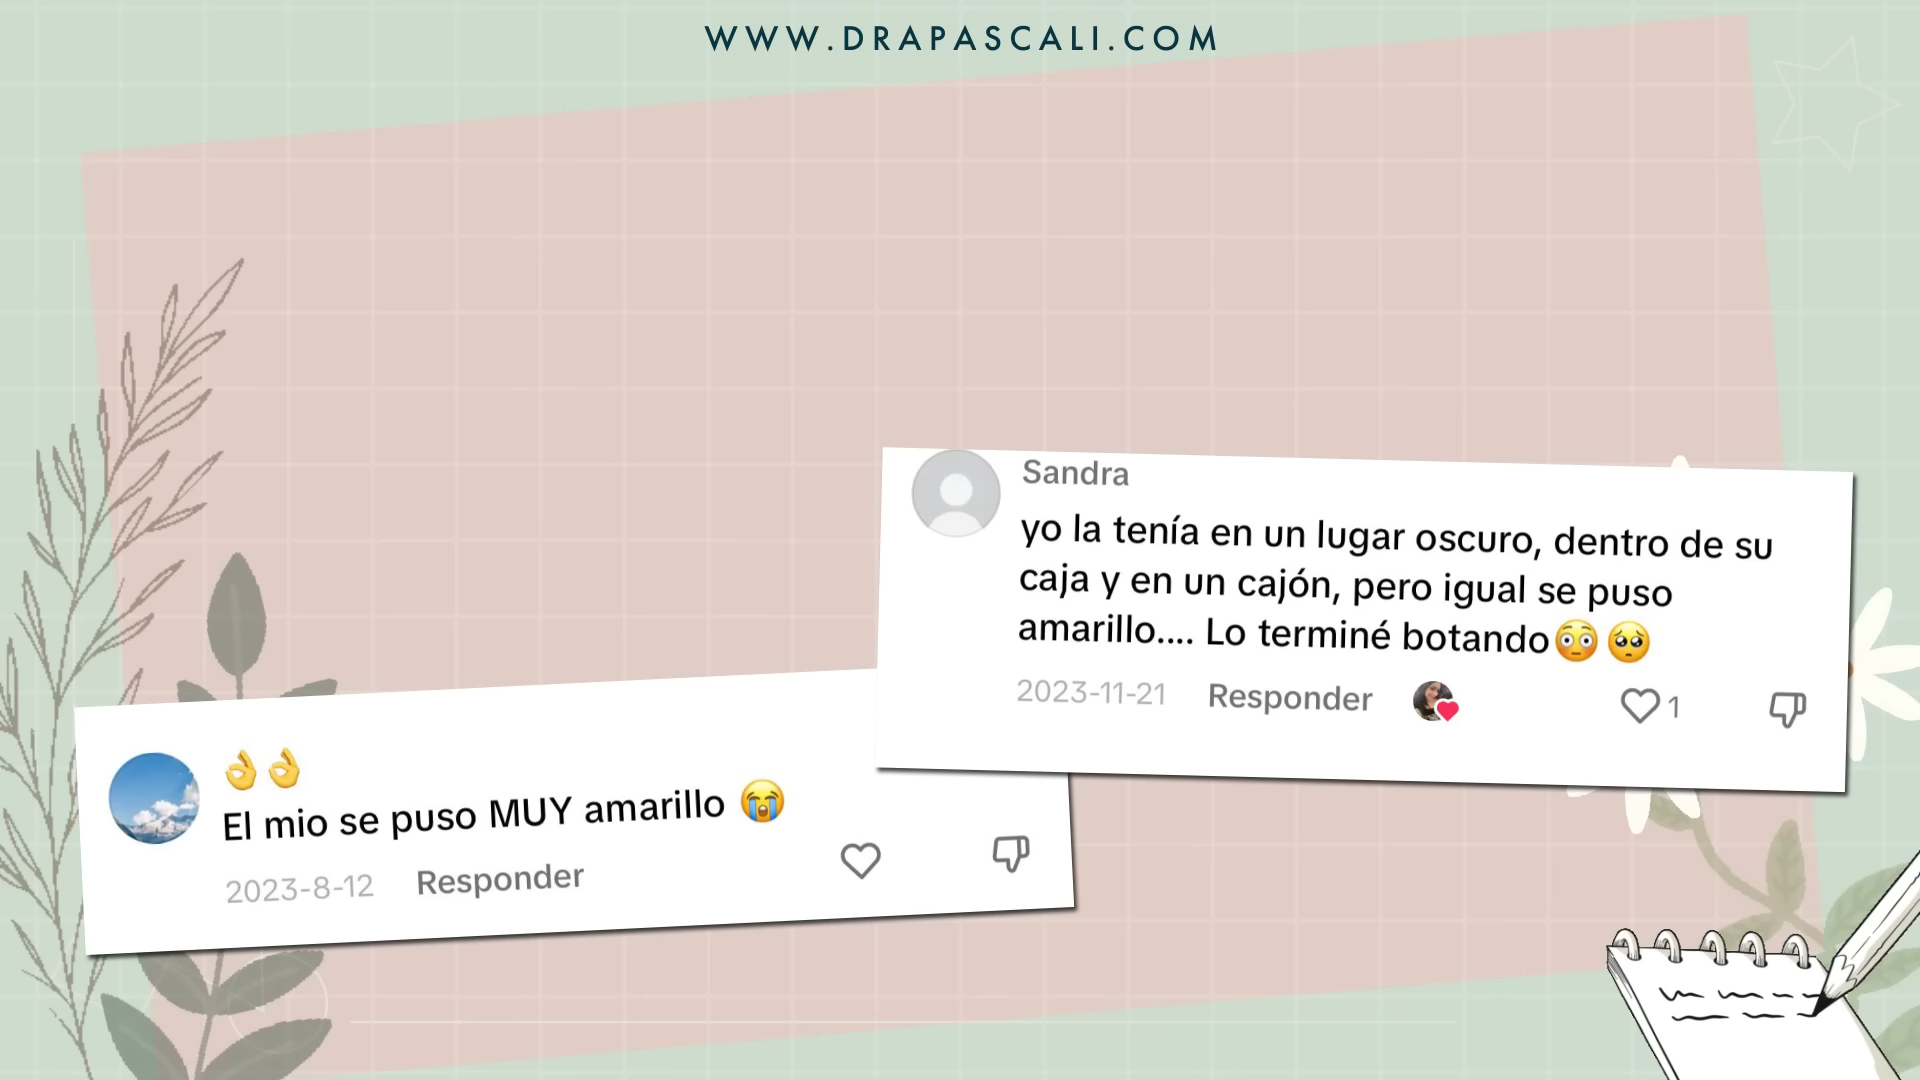 WWW.DRAPASCALI.COM
Sandra
yo la tenía en un lugar oscuro, dentro de su
caja y en un cajón, pero igual se puso
amarillo.... Lo terminé botando😳🥺
2023-11-21 Responder 1
👌👌
El mio se puso MUY amarillo 😭
2023-8-12 Responder